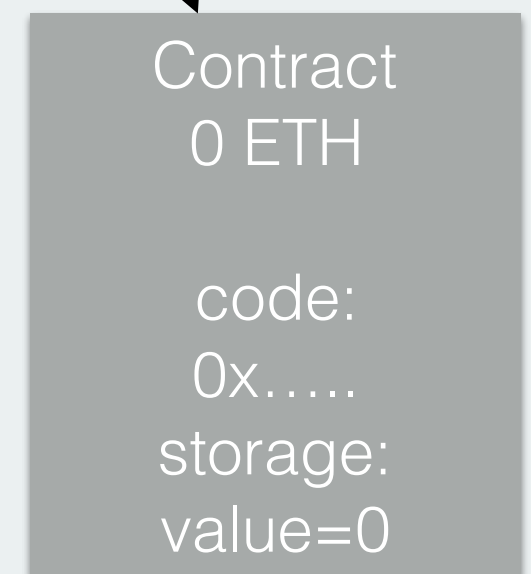 Contract
0 ETH
code:
0x.....
storage:
value=0